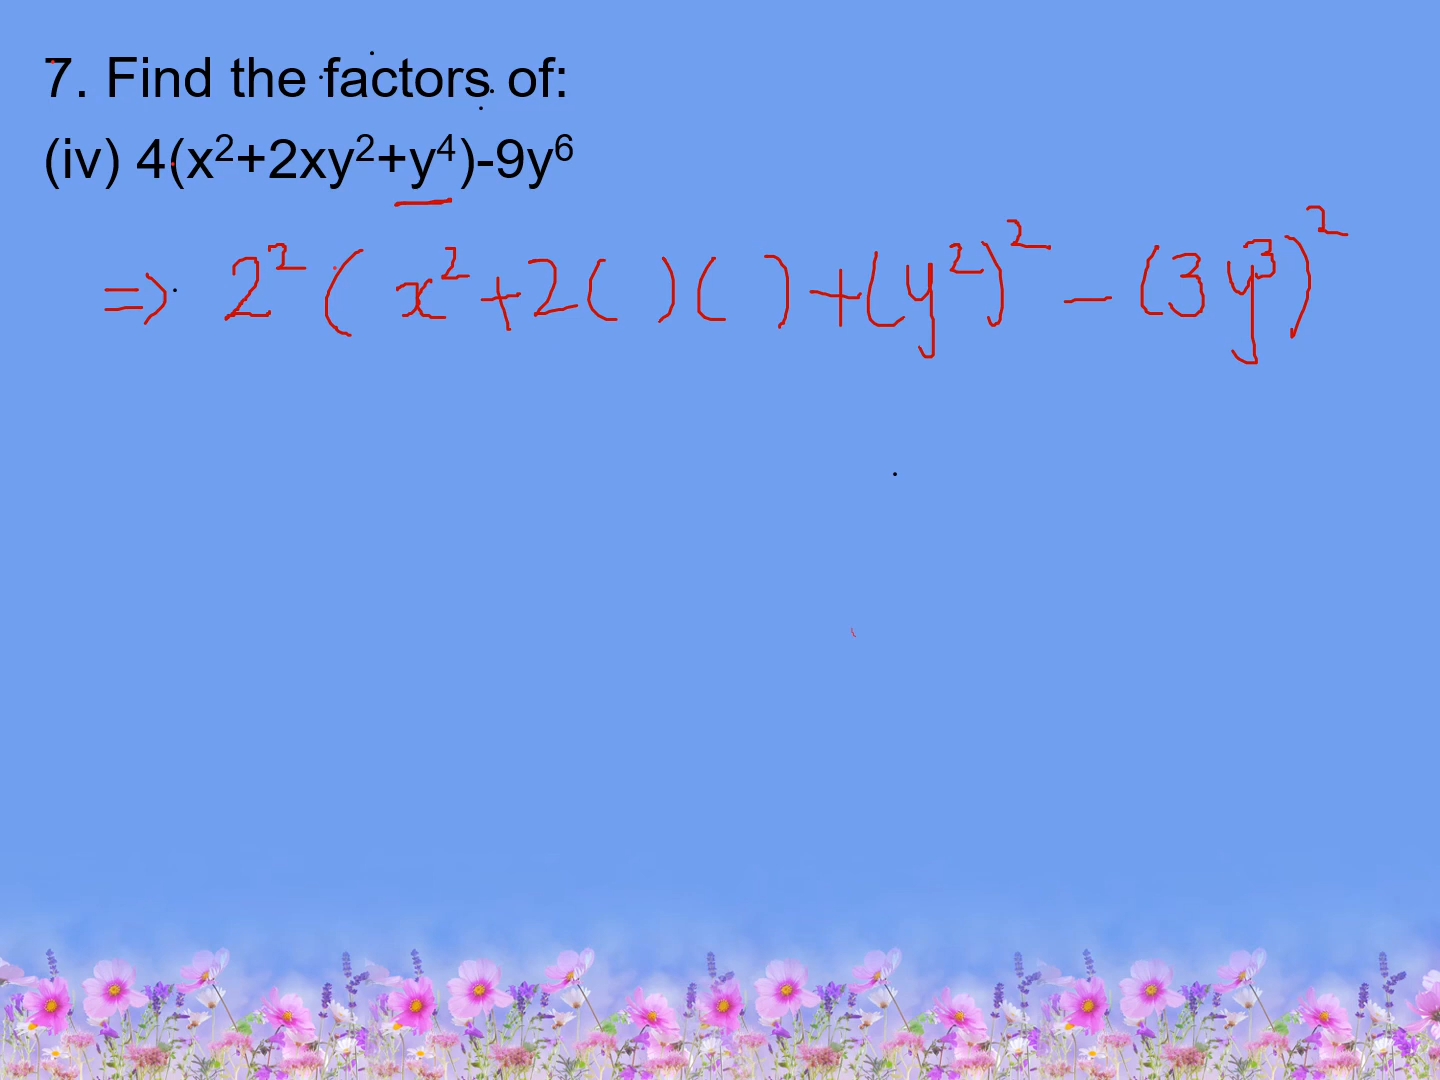 7. Find the factors of:
(iv) 4(x²+2xy²+y⁴)-9y⁶
⇒ 2² ( x² + 2 ( ) ( ) + (y²)² - (3y³)²